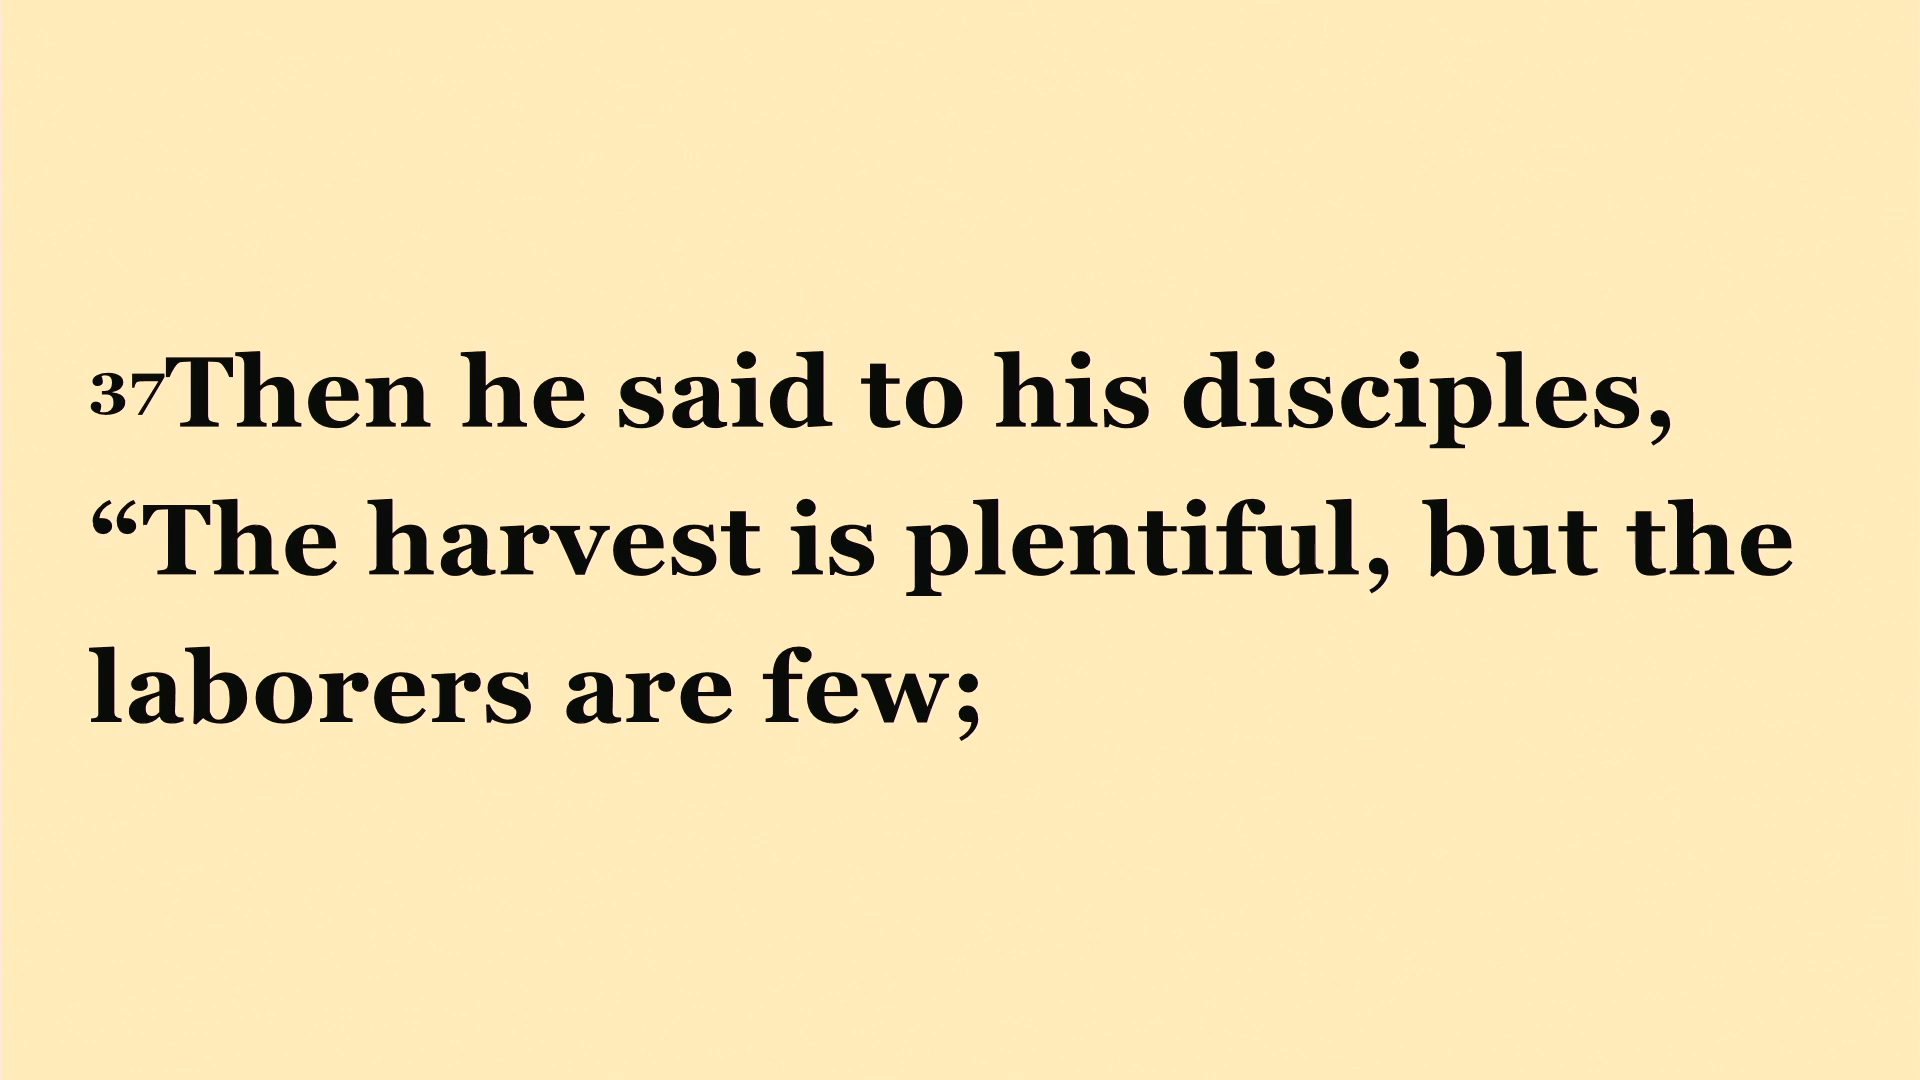 37Then he said to his disciples,
“The harvest is plentiful, but the
laborers are few;